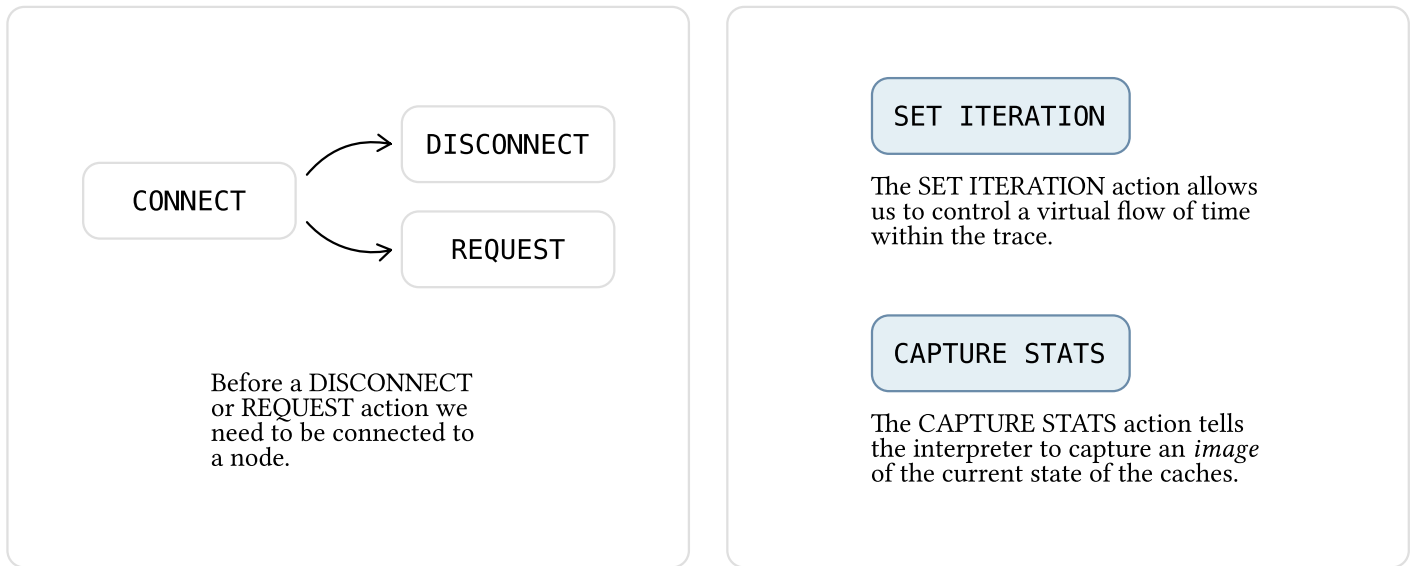 CONNECT
DISCONNECT
REQUEST
Before a DISCONNECT
or REQUEST action we
need to be connected to
a node.
SET ITERATION
The SET ITERATION action allows
us to control a virtual flow of time
within the trace.
CAPTURE STATS
The CAPTURE STATS action tells
the interpreter to capture an image
of the current state of the caches.